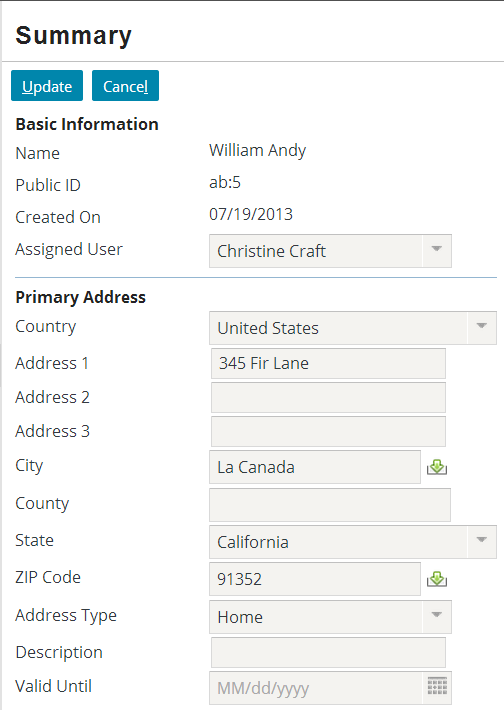 Summary
Update Cancel
Basic Information
Name William Andy
Public ID ab:5
Created On 07/19/2013
Assigned User Christine Craft
Primary Address
Country United States
Address 1 345 Fir Lane
Address 2
Address 3
City La Canada
County
State California
ZIP Code 91352
Address Type Home
Description
Valid Until MM/dd/yyyy